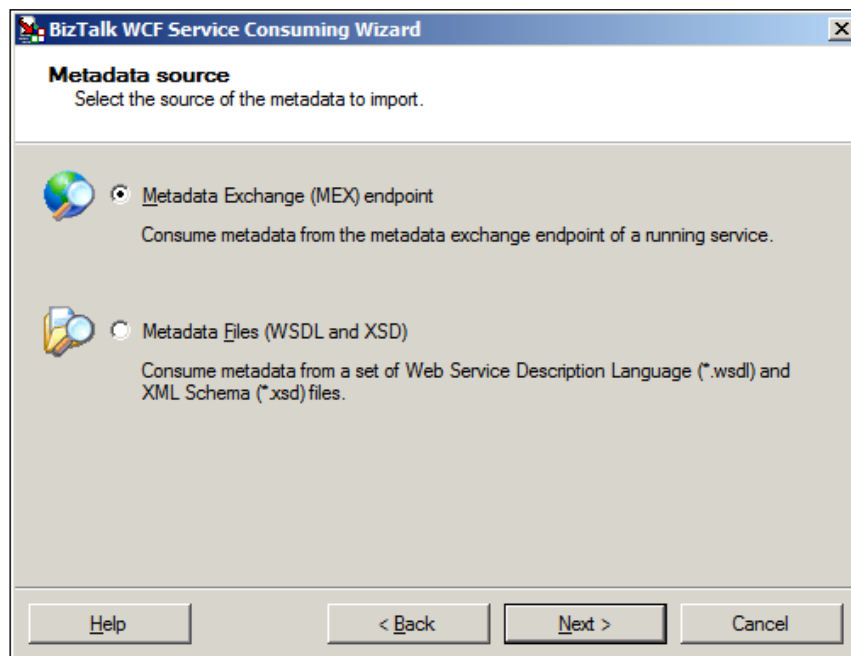 BizTalk WCF Service Consuming Wizard
Metadata source
Select the source of the metadata to import.
Metadata Exchange (MEX) endpoint
Consume metadata from the metadata exchange endpoint of a running service.
Metadata Files (WSDL and XSD)
Consume metadata from a set of Web Service Description Language (*.wsdl) and
XML Schema (*.xsd) files.
Help
< Back
Next >
Cancel